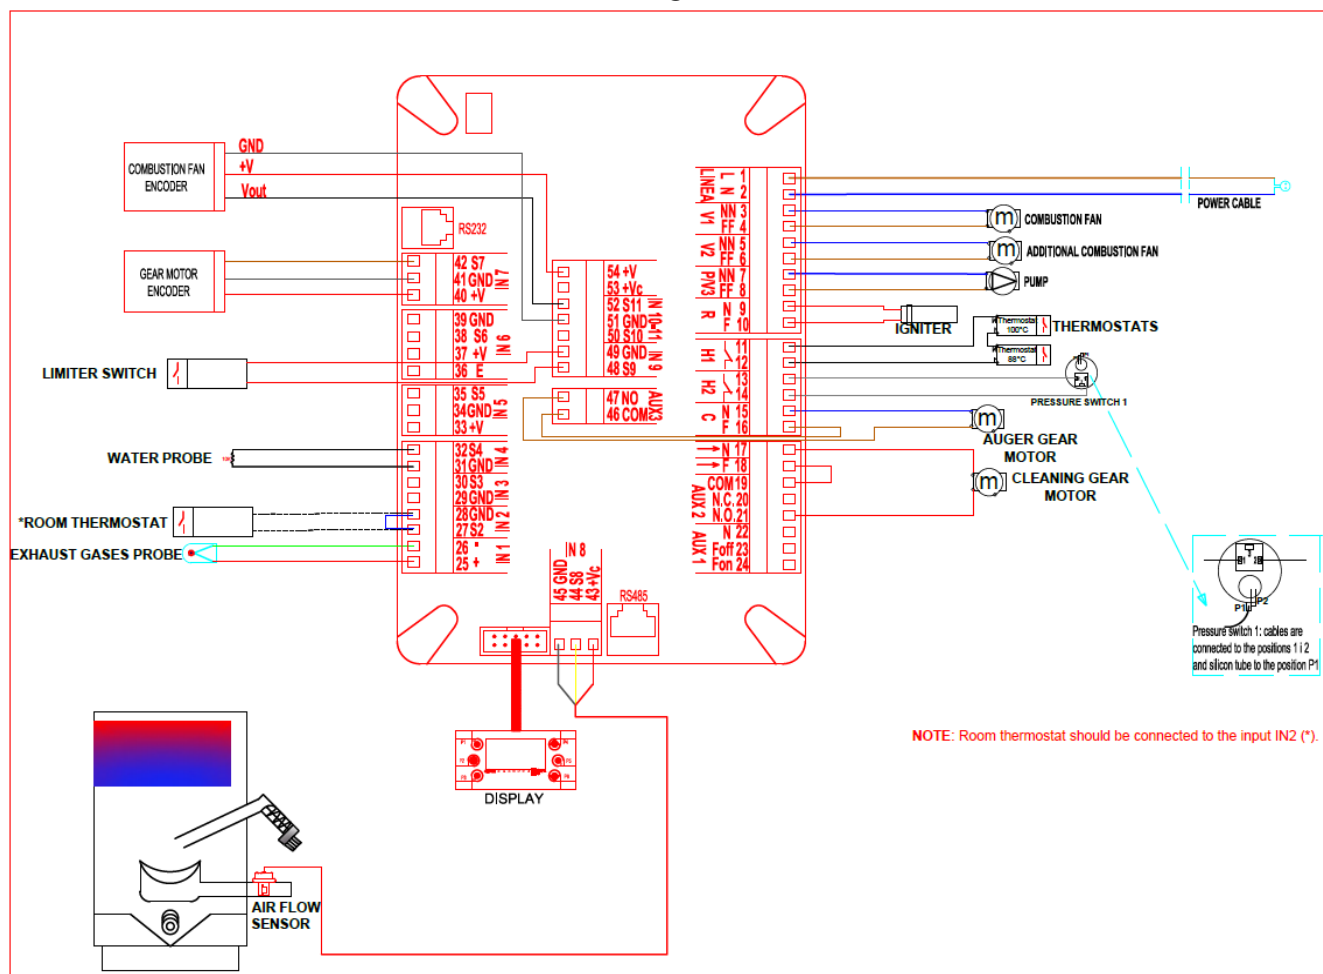 COMBUSTION FAN
ENCODER
GND
+V
Vout
GEAR MOTOR
ENCODER
LIMITER SWITCH
WATER PROBE
*ROOM THERMOSTAT
EXHAUST GASES PROBE
RS232
42 S7
41 GND
40 +V
IN 7
39 GND
38 S6
37 +V
36 E
IN 6
35 S5
34 GND
33 +V
IN 5
32 S4
31 GND
IN 4
30 S3
29 GND
IN 3
28 GND
27 S2
IN 2
26 -
25 +
IN 1
54 +V
53 +Vc
52 S11
51 GND
50 S10
IN 10-11
49 GND
48 S9
IN 9
47 NO
46 COM
AUX3
IN 8
45 GND
44 S8
43+Vc
RS485
LINEA
L 1
N 2
V1
NN 3
FF 4
V2
NN 5
FF 6
P/V3
NN 7
FF 8
R
N 9
F 10
H1
11
12
H2
13
14
C
N 15
F 16
N 17
F 18
COM 19
N.C. 20
N.O. 21
AUX 2
N 22
Foff 23
Fon 24
AUX 1
POWER CABLE
m COMBUSTION FAN
m ADDITIONAL COMBUSTION FAN
PUMP
IGNITER
Thermostat
100°C
THERMOSTATS
Thermostat
88°C
PRESSURE SWITCH 1
m
AUGER GEAR
MOTOR
m CLEANING GEAR
MOTOR
1
3
2
P1
P2
Pressure switch 1: cables are
connected to the positions 1 i 2
and silicon tube to the position P1
NOTE: Room thermostat should be connected to the input IN2 (*).
DISPLAY
AIR FLOW
SENSOR